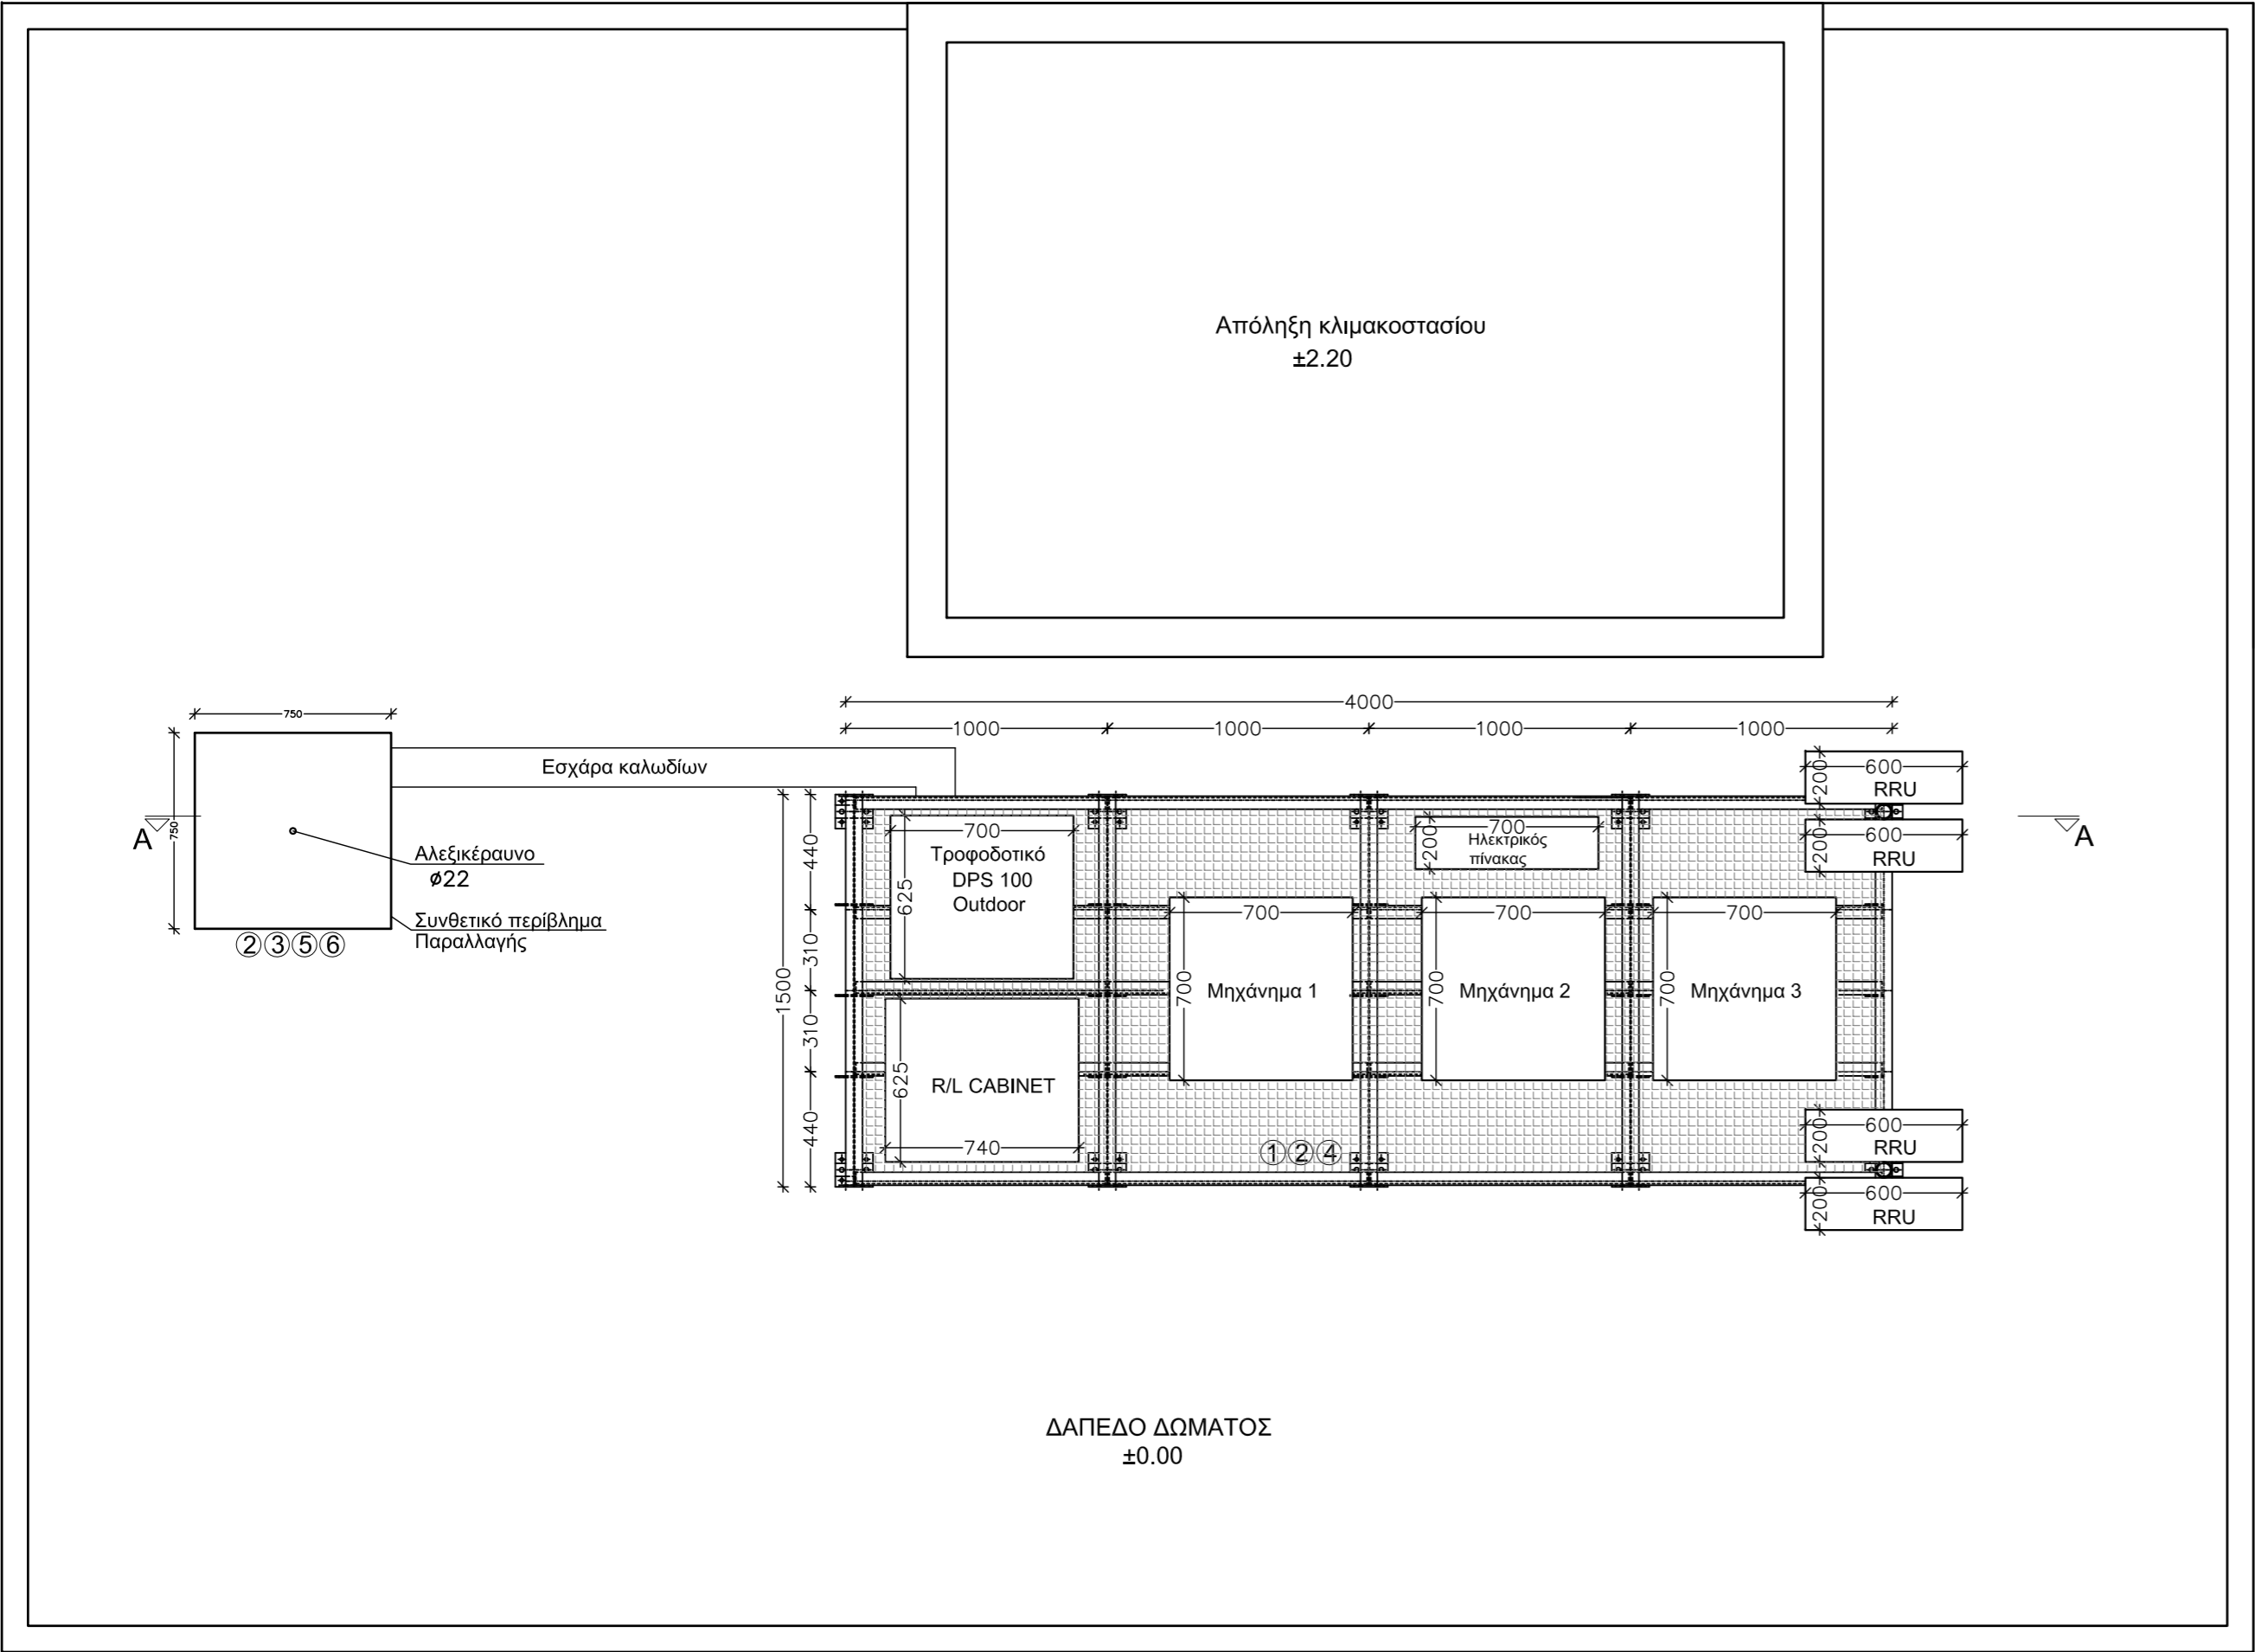 Απόληξη κλιμακοστασίου
±2.20
4000
1000
1000
1000
1000
750
750
Εσχάρα καλωδίων
A
A
Αλεξικέραυνο
ø22
Συνθετικό περίβλημα
Παραλλαγής
②③⑤⑥
1500
440
310
310
440
700
625
Τροφοδοτικό
DPS 100
Outdoor
625
R/L CABINET
740
700
700
Μηχάνημα 1
①②④
700
200
Ηλεκτρικός
πίνακας
700
700
Μηχάνημα 2
700
700
Μηχάνημα 3
200
600
RRU
200
600
RRU
200
600
RRU
200
600
RRU
ΔΑΠΕΔΟ ΔΩΜΑΤΟΣ
±0.00